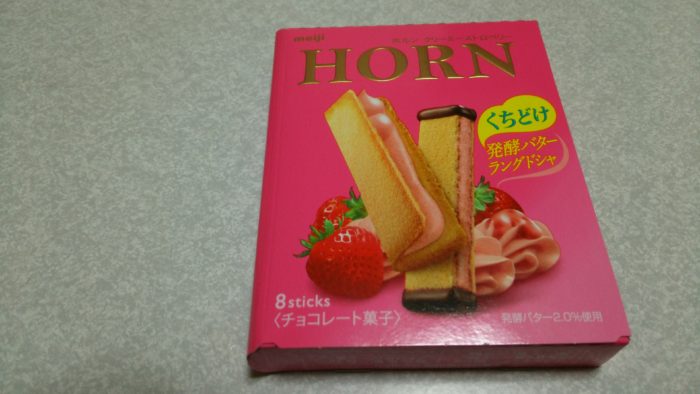 meiji
ホルン クリーミーストロベリー
HORN
くちどけ
発酵バター
ラングドシャ
8 sticks
〈チョコレート菓子〉
発酵バター2.0%使用